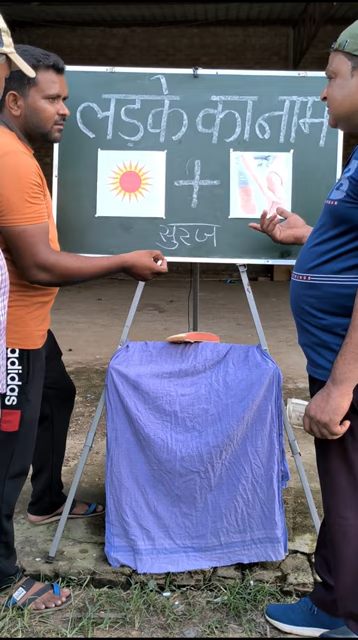 लड़के का नाम
+
सुरज
adidas